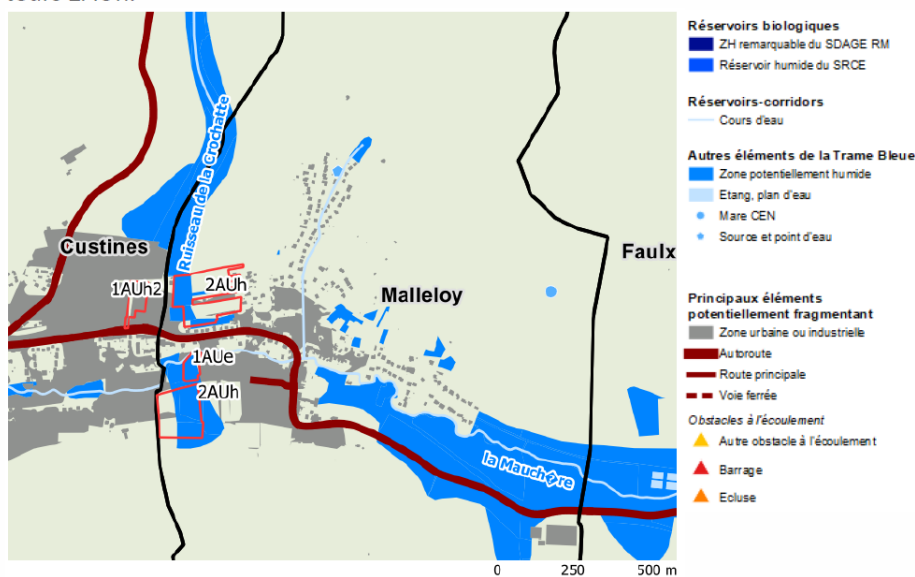 Ruisseau de la Crochatte
Custines
Faulx
1AUh2
2AUh
Malleloy
1AUe
2AUh
la Mauch�re
0 250 500 m
Réservoirs biologiques
ZH remarquable du SDAGE RM
Réservoir humide du SRCE
Réservoirs-corridors
Cours d'eau
Autres éléments de la Trame Bleue
Zone potentiellement humide
Etang, plan d'eau
Mare CEN
Source et point d'eau
Principaux éléments
potentiellement fragmentant
Zone urbaine ou industrielle
Autoroute
Route principale
Voie ferrée
Obstacles à l'écoulement
Autre obstacle à l'écoulement
Barrage
Ecluse